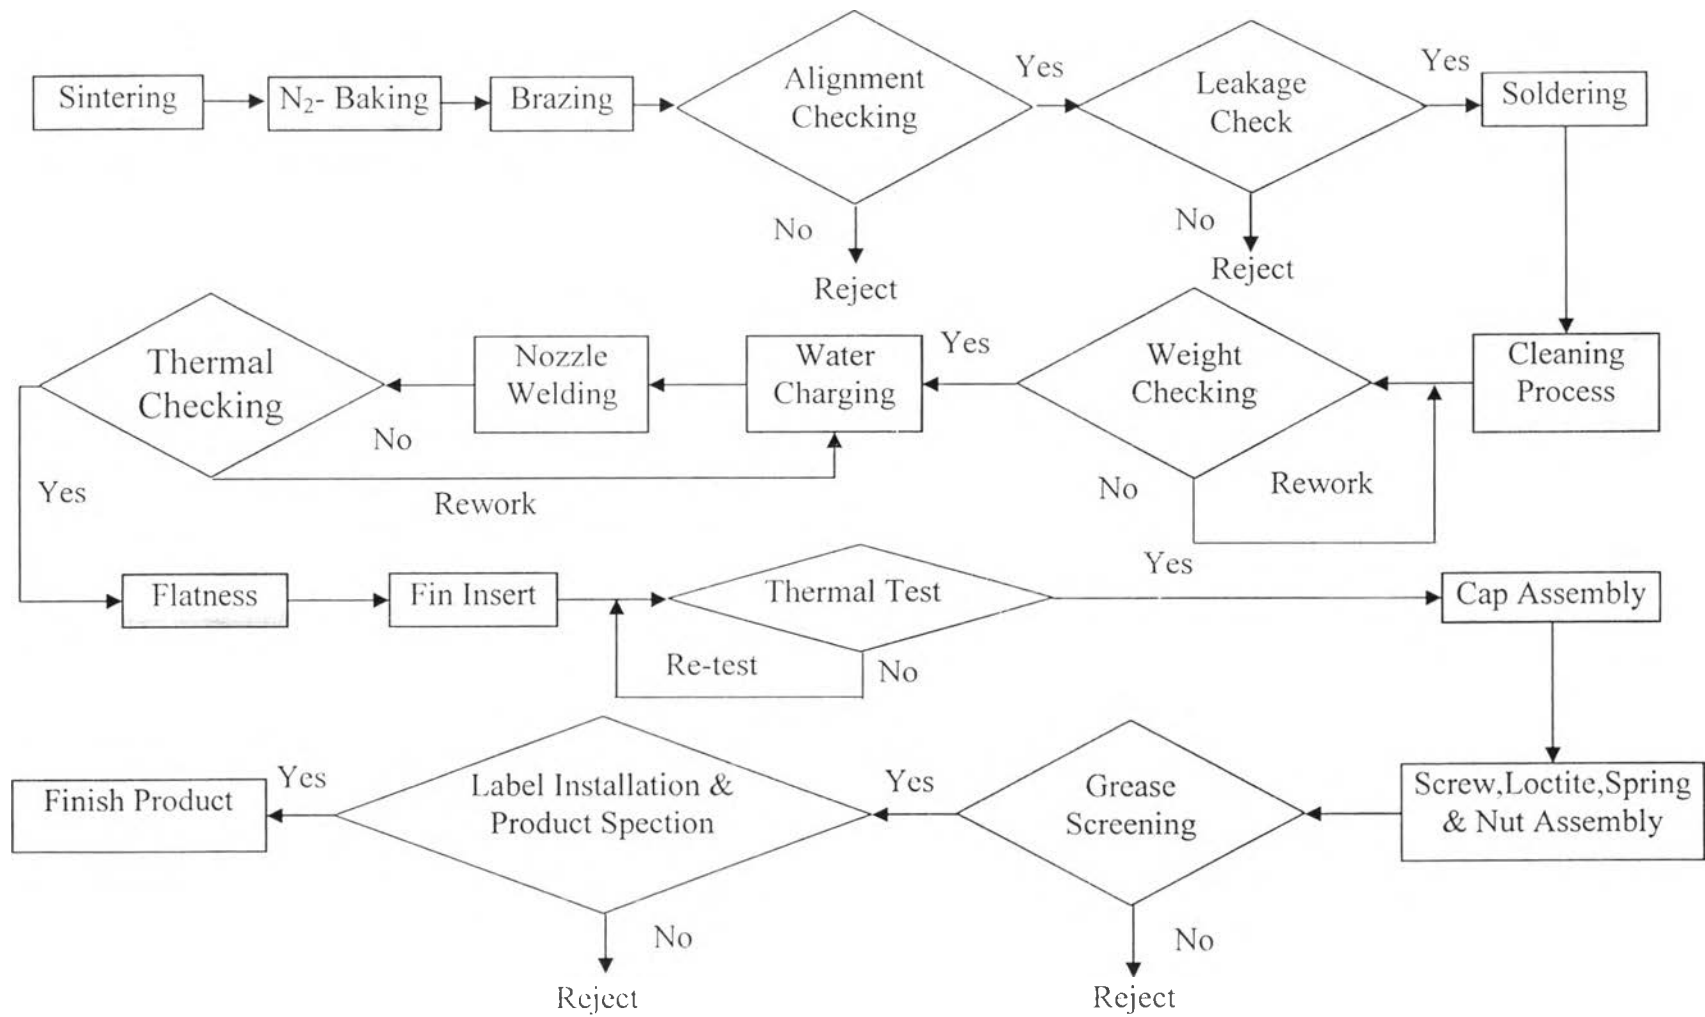 Sintering
N₂- Baking
Brazing
Alignment
Checking
Yes
No
Reject
Leakage
Check
Yes
No
Reject
Soldering
Cleaning
Process
Weight
Checking
No
Rework
Yes
Water
Charging
Nozzle
Welding
Thermal
Checking
No
Rework
Yes
Flatness
Fin Insert
Thermal Test
Re-test
No
Yes
Cap Assembly
Screw,Loctite,Spring
& Nut Assembly
Grease
Screening
No
Reject
Yes
Label Installation &
Product Spection
No
Reject
Yes
Finish Product